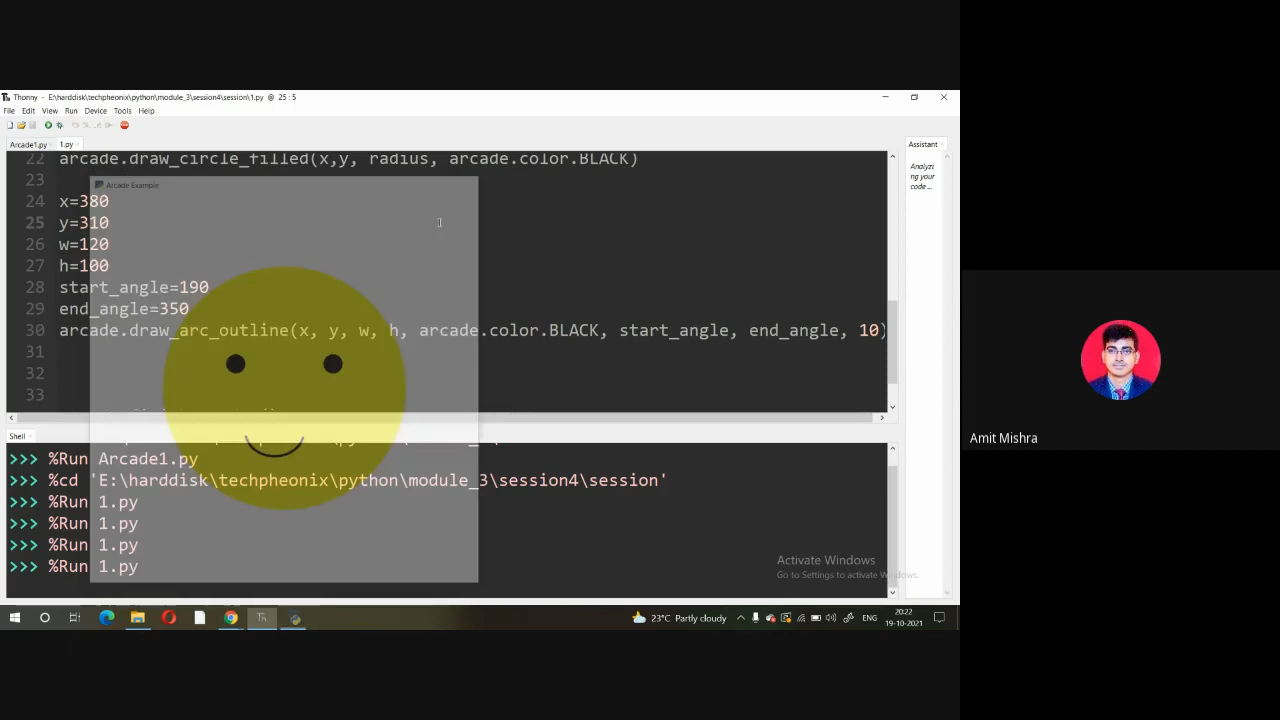 Thonny - E:\harddisk\techpheonix\python\module_3\session4\session\1.py @ 25 : 5
File Edit View Run Device Tools Help
Arcade1.py 1.py
22 arcade.draw_circle_filled(x,y, radius, arcade.color.BLACK)
23
Arcade Example
24 x=380
25 y=310
26 w=120
27 h=100
28 start_angle=190
29 end_angle=350
30 arcade.draw_arc_outline(x, y, w, h, arcade.color.BLACK, start_angle, end_angle, 10)
31
32
33
Assistant
Analyzi
ng your
code ...
Shell
>>> %Run Arcade1.py
>>> %cd 'E:\harddisk\techpheonix\python\module_3\session4\session'
>>> %Run 1.py
>>> %Run 1.py
>>> %Run 1.py
>>> %Run 1.py
Activate Windows
Go to Settings to activate Windows.
Th
23°C Partly cloudy
ENG
20:22
19-10-2021
Amit Mishra